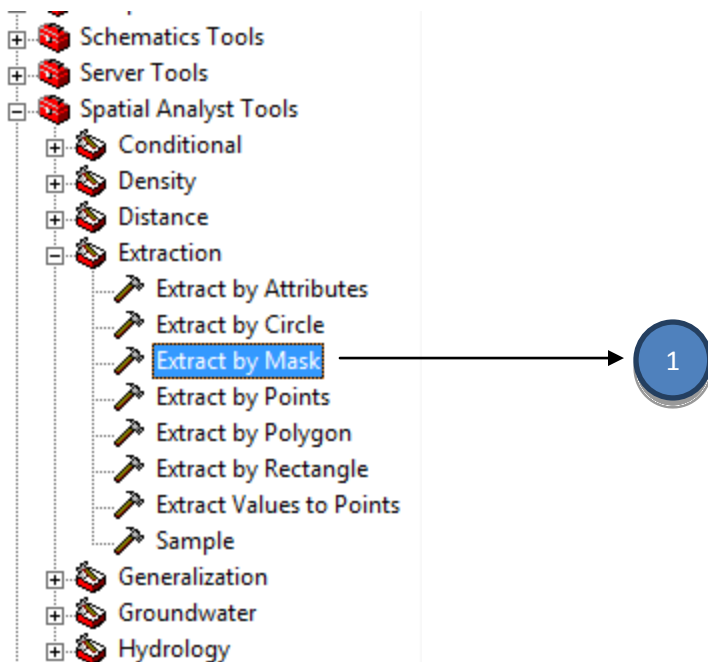 Schematics Tools
Server Tools
Spatial Analyst Tools
Conditional
Density
Distance
Extraction
Extract by Attributes
Extract by Circle
Extract by Mask
1
Extract by Points
Extract by Polygon
Extract by Rectangle
Extract Values to Points
Sample
Generalization
Groundwater
Hydrology